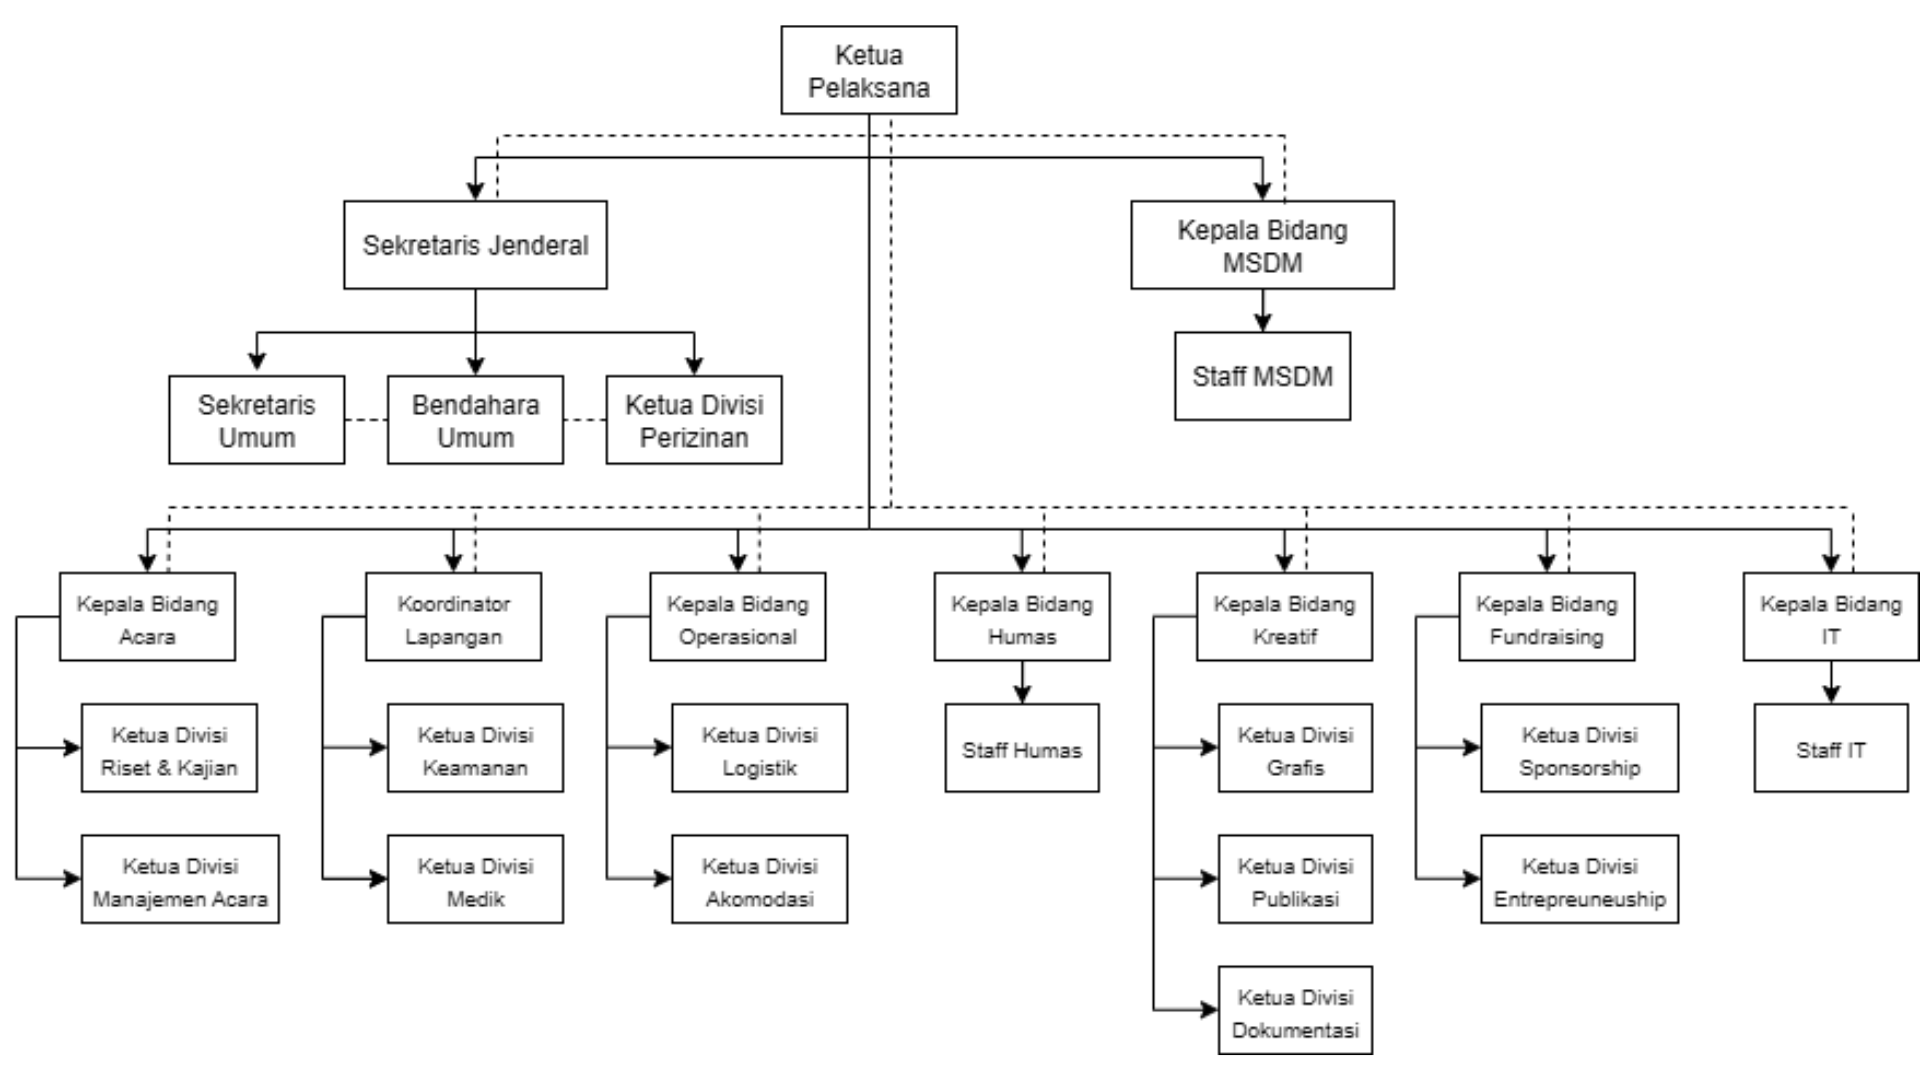 Ketua
Pelaksana
Sekretaris Jenderal
Kepala Bidang
MSDM
Staff MSDM
Sekretaris
Umum
Bendahara
Umum
Ketua Divisi
Perizinan
Kepala Bidang
Acara
Koordinator
Lapangan
Kepala Bidang
Operasional
Kepala Bidang
Humas
Kepala Bidang
Kreatif
Kepala Bidang
Fundraising
Kepala Bidang
IT
Ketua Divisi
Riset & Kajian
Ketua Divisi
Keamanan
Ketua Divisi
Logistik
Staff Humas
Ketua Divisi
Grafis
Ketua Divisi
Sponsorship
Staff IT
Ketua Divisi
Manajemen Acara
Ketua Divisi
Medik
Ketua Divisi
Akomodasi
Ketua Divisi
Publikasi
Ketua Divisi
Entrepreuneuship
Ketua Divisi
Dokumentasi